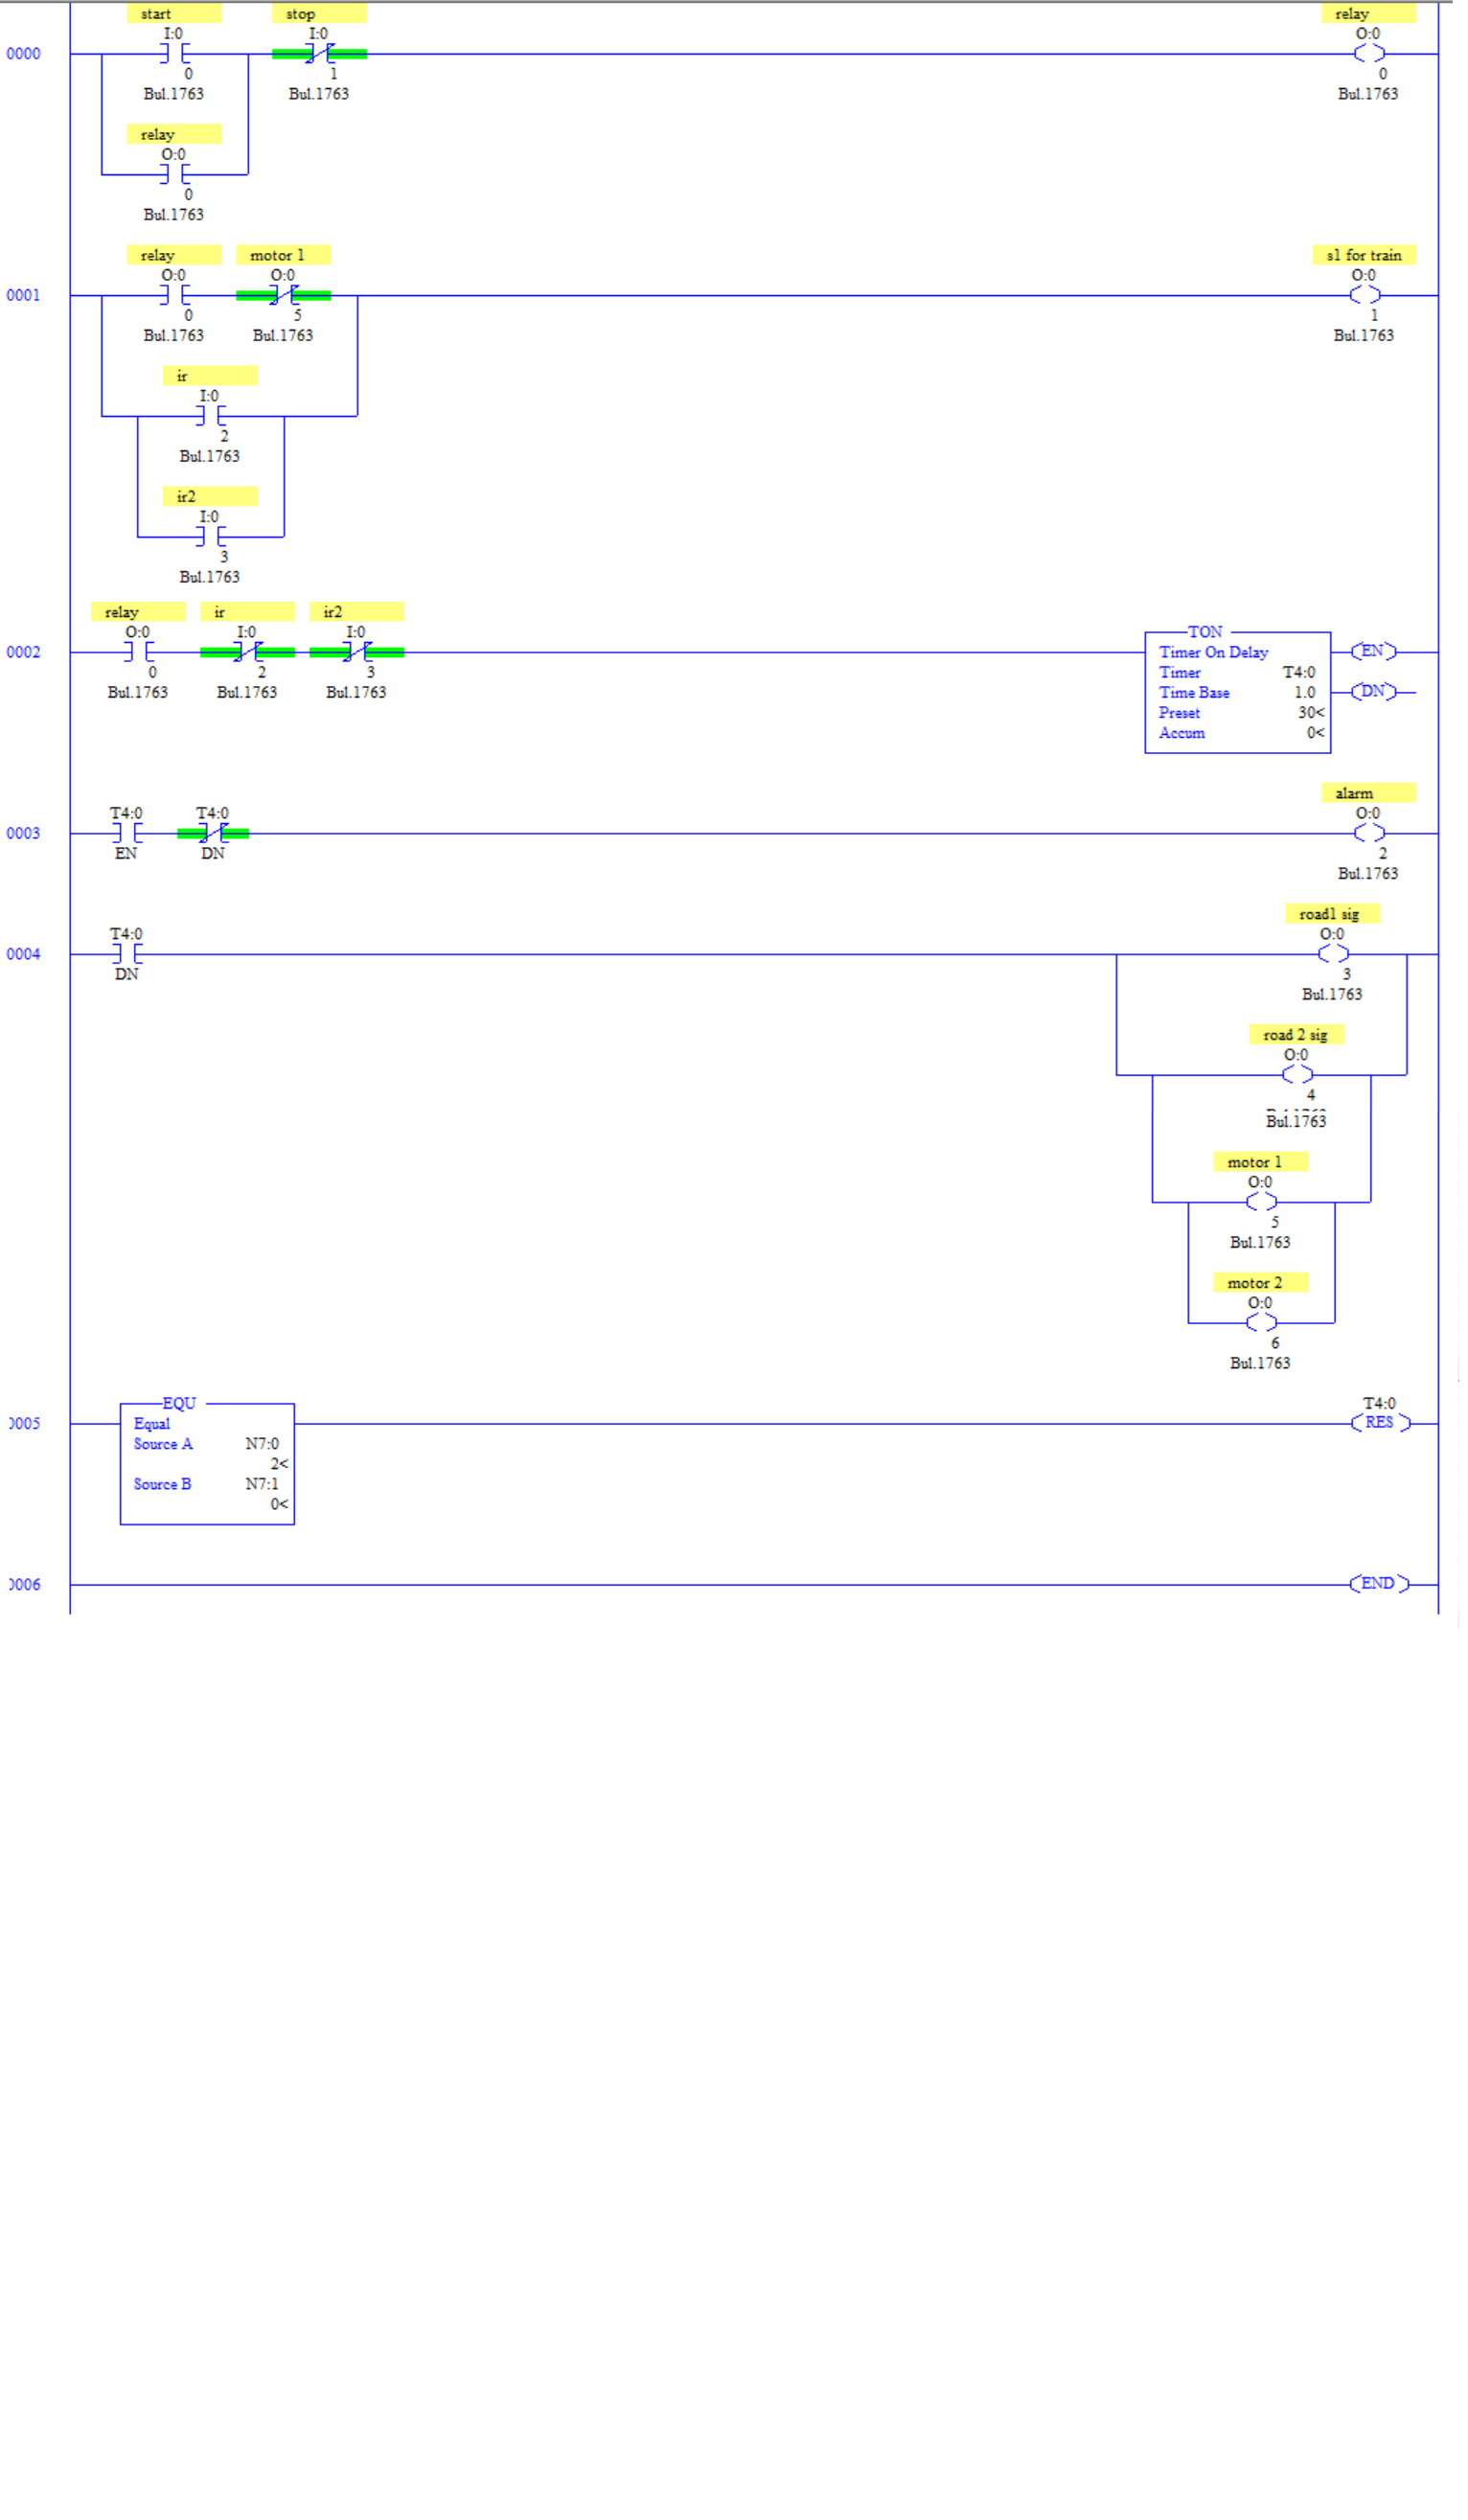 start stop relay
I:0 I:0 O:0
0000
0 1 0
Bul.1763 Bul.1763 Bul.1763
relay
O:0
0
Bul.1763
relay motor 1 s1 for train
O:0 O:0 O:0
0001
0 5 1
Bul.1763 Bul.1763 Bul.1763
ir
I:0
2
Bul.1763
ir2
I:0
3
Bul.1763
relay ir ir2
O:0 I:0 I:0 TON
0002 Timer On Delay EN
0 2 3 Timer T4:0
Bul.1763 Bul.1763 Bul.1763 Time Base 1.0 DN
Preset 30<
Accum 0<
alarm
T4:0 T4:0 O:0
0003
EN DN 2
Bul.1763
road1 sig
T4:0 O:0
0004
DN 3
Bul.1763
road 2 sig
O:0
4
Bul.1763
motor 1
O:0
5
Bul.1763
motor 2
O:0
6
Bul.1763
EQU T4:0
0005 Equal RES
Source A N7:0
2<
Source B N7:1
0<
0006 END